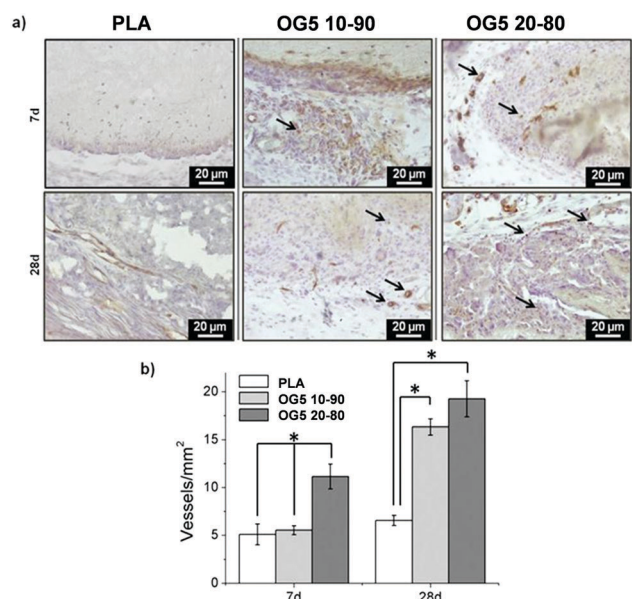 a)
PLA
OG5 10-90
OG5 20-80
7d
20 µm
20 µm
20 µm
28d
20 µm
20 µm
20 µm
b)
Vessels/mm²
20
15
10
5
0
PLA
OG5 10-90
OG5 20-80
*
*
*
7d
28d